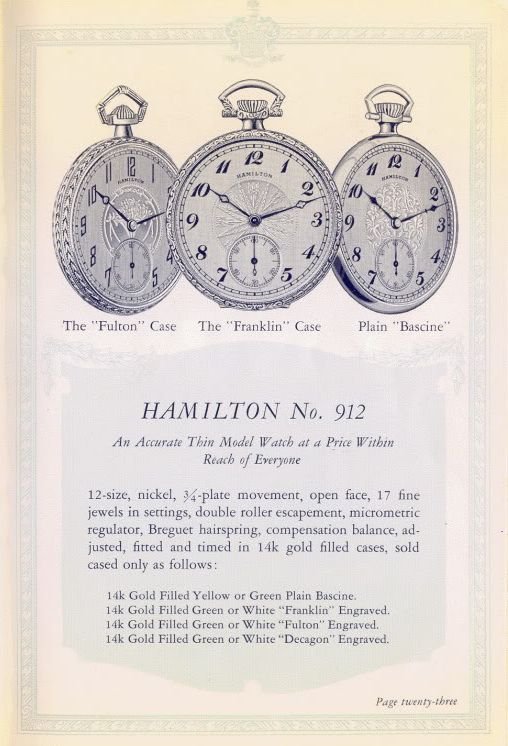 HAMILTON
HAMILTON
HAMILTON
The "Fulton" Case The "Franklin" Case Plain "Bascine"
HAMILTON No. 912
An Accurate Thin Model Watch at a Price Within
Reach of Everyone
12-size, nickel, ¾-plate movement, open face, 17 fine
jewels in settings, double roller escapement, micrometric
regulator, Breguet hairspring, compensation balance, ad-
justed, fitted and timed in 14k gold filled cases, sold
cased only as follows:
14k Gold Filled Yellow or Green Plain Bascine.
14k Gold Filled Green or White "Franklin" Engraved.
14k Gold Filled Green or White "Fulton" Engraved.
14k Gold Filled Green or White "Decagon" Engraved.
Page twenty-three